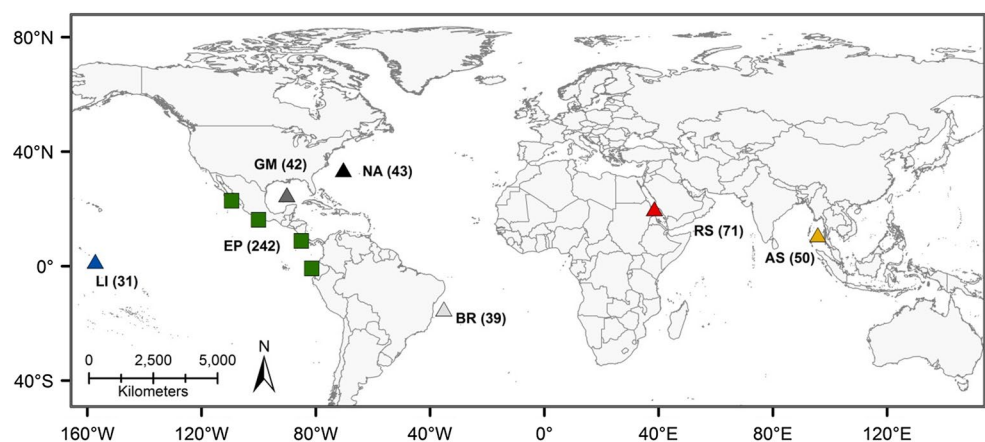 80°N
40°N
GM (42)
NA (43)
EP (242)
RS (71)
AS (50)
0°
LI (31)
BR (39)
N
0 2,500 5,000
Kilometers
40°S
160°W 120°W 80°W 40°W 0° 40°E 80°E 120°E